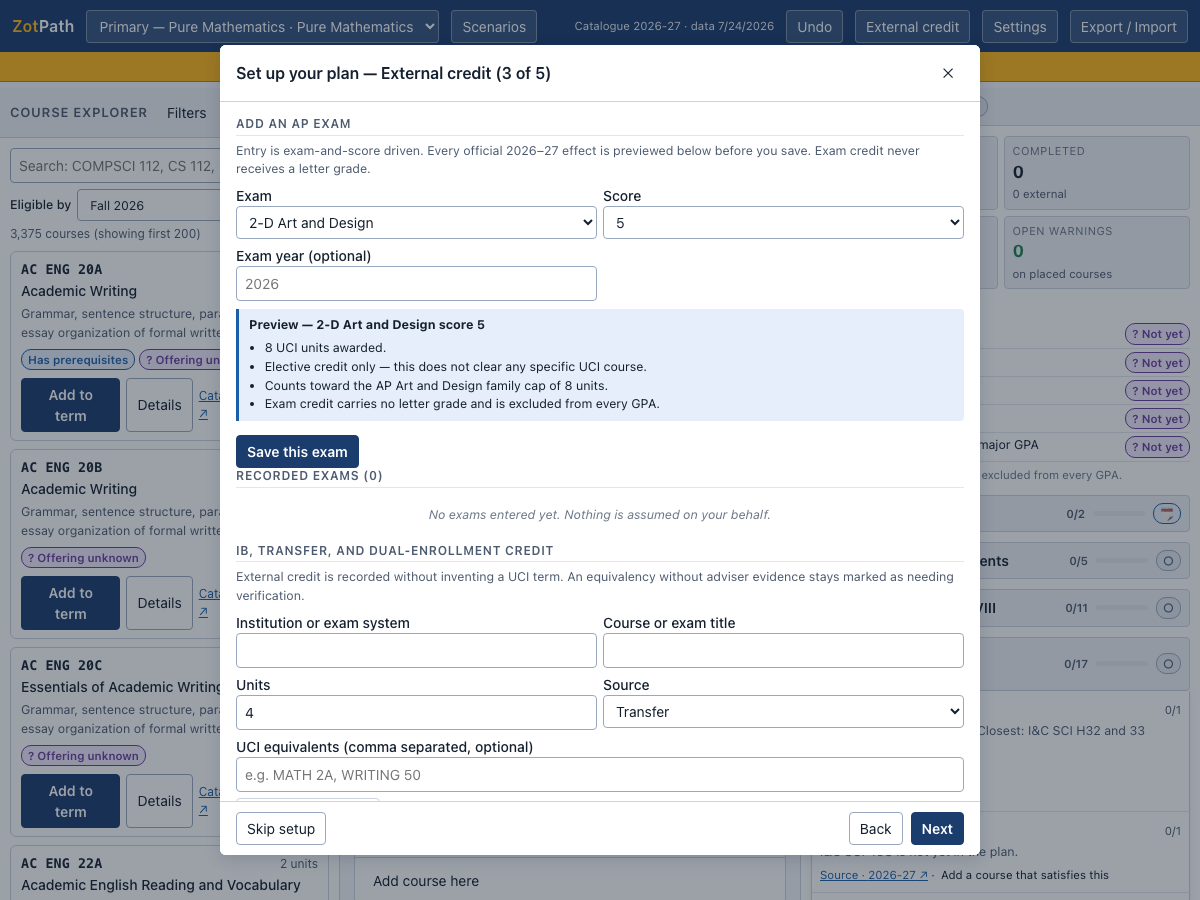 ZotPath
Primary — Pure Mathematics · Pure Mathematics
Scenarios
Catalogue 2026-27 · data 7/24/2026
Undo
External credit
Settings
Export / Import
Set up your plan — External credit (3 of 5)
COURSE EXPLORER
Filters
Search: COMPSCI 112, CS 112,
Eligible by
Fall 2026
3,375 courses (showing first 200)
AC ENG 20A
Academic Writing
Grammar, sentence structure, para
essay organization of formal writte
Has prerequisites
? Offering un
Add to
term
Details
Cata
↗
AC ENG 20B
Academic Writing
Grammar, sentence structure, para
essay organization of formal writte
? Offering unknown
Add to
term
Details
Cata
↗
AC ENG 20C
Essentials of Academic Writing
Grammar, sentence structure, para
essay organization of formal writte
? Offering unknown
Add to
term
Details
Cata
↗
AC ENG 22A
2 units
Academic English Reading and Vocabulary
ADD AN AP EXAM
Entry is exam-and-score driven. Every official 2026–27 effect is previewed below before you save. Exam credit never
receives a letter grade.
Exam
Score
2-D Art and Design
5
Exam year (optional)
2026
Preview — 2-D Art and Design score 5
• 8 UCI units awarded.
• Elective credit only — this does not clear any specific UCI course.
• Counts toward the AP Art and Design family cap of 8 units.
• Exam credit carries no letter grade and is excluded from every GPA.
Save this exam
RECORDED EXAMS (0)
No exams entered yet. Nothing is assumed on your behalf.
IB, TRANSFER, AND DUAL-ENROLLMENT CREDIT
External credit is recorded without inventing a UCI term. An equivalency without adviser evidence stays marked as needing
verification.
Institution or exam system
Course or exam title
Units
Source
4
Transfer
UCI equivalents (comma separated, optional)
e.g. MATH 2A, WRITING 50
Skip setup
Back
Next
Add course here
COMPLETED
0
0 external
OPEN WARNINGS
0
on placed courses
? Not yet
? Not yet
? Not yet
? Not yet
major GPA
? Not yet
excluded from every GPA.
0/2
ents
0/5
VIII
0/11
0/17
0/1
Closest: I&C SCI H32 and 33
0/1
plan.
Source · 2026-27 ↗ · Add a course that satisfies this